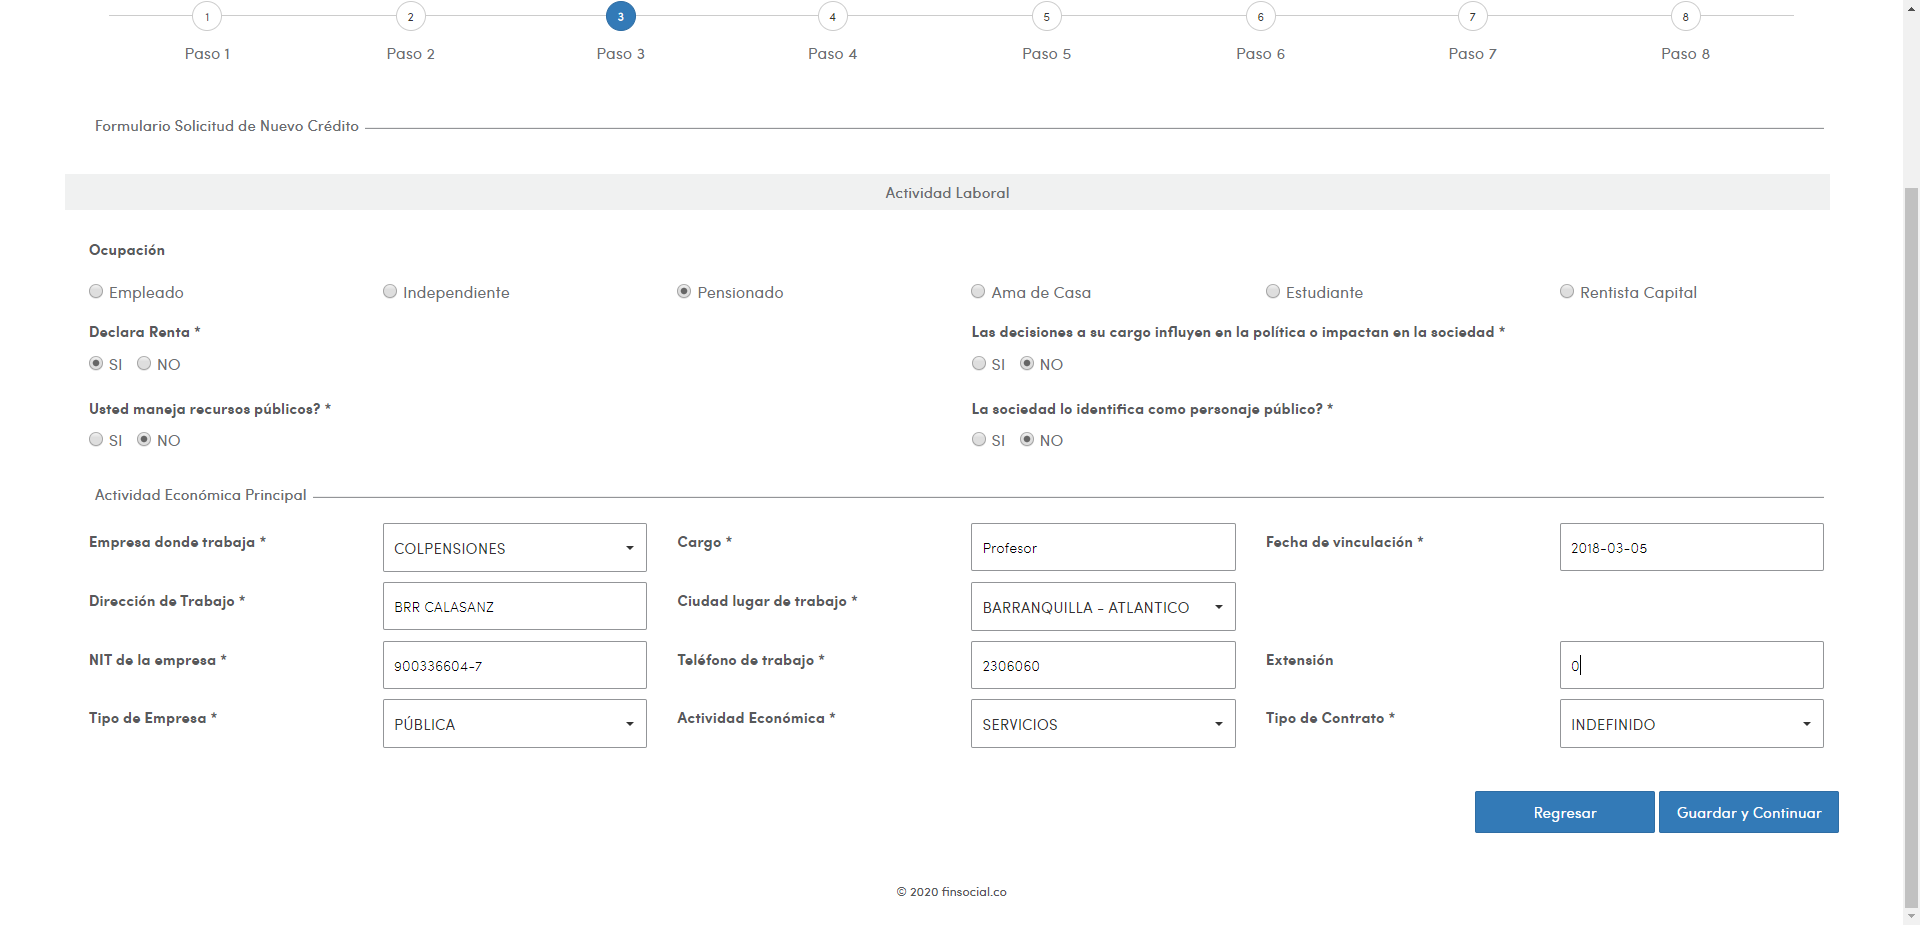 1 2 3 4 5 6 7 8
Paso 1 Paso 2 Paso 3 Paso 4 Paso 5 Paso 6 Paso 7 Paso 8
Formulario Solicitud de Nuevo Crédito
Actividad Laboral
Ocupación
Empleado Independiente Pensionado Ama de Casa Estudiante Rentista Capital
Declara Renta * Las decisiones a su cargo influyen en la política o impactan en la sociedad *
SI NO SI NO
Usted maneja recursos públicos? * La sociedad lo identifica como personaje público? *
SI NO SI NO
Actividad Económica Principal
Empresa donde trabaja * COLPENSIONES Cargo * Profesor Fecha de vinculación * 2018-03-05
Dirección de Trabajo * BRR CALASANZ Ciudad lugar de trabajo * BARRANQUILLA - ATLANTICO
NIT de la empresa * 900336604-7 Teléfono de trabajo * 2306060 Extensión 0
Tipo de Empresa * PÚBLICA Actividad Económica * SERVICIOS Tipo de Contrato * INDEFINIDO
Regresar Guardar y Continuar
© 2020 finsocial.co